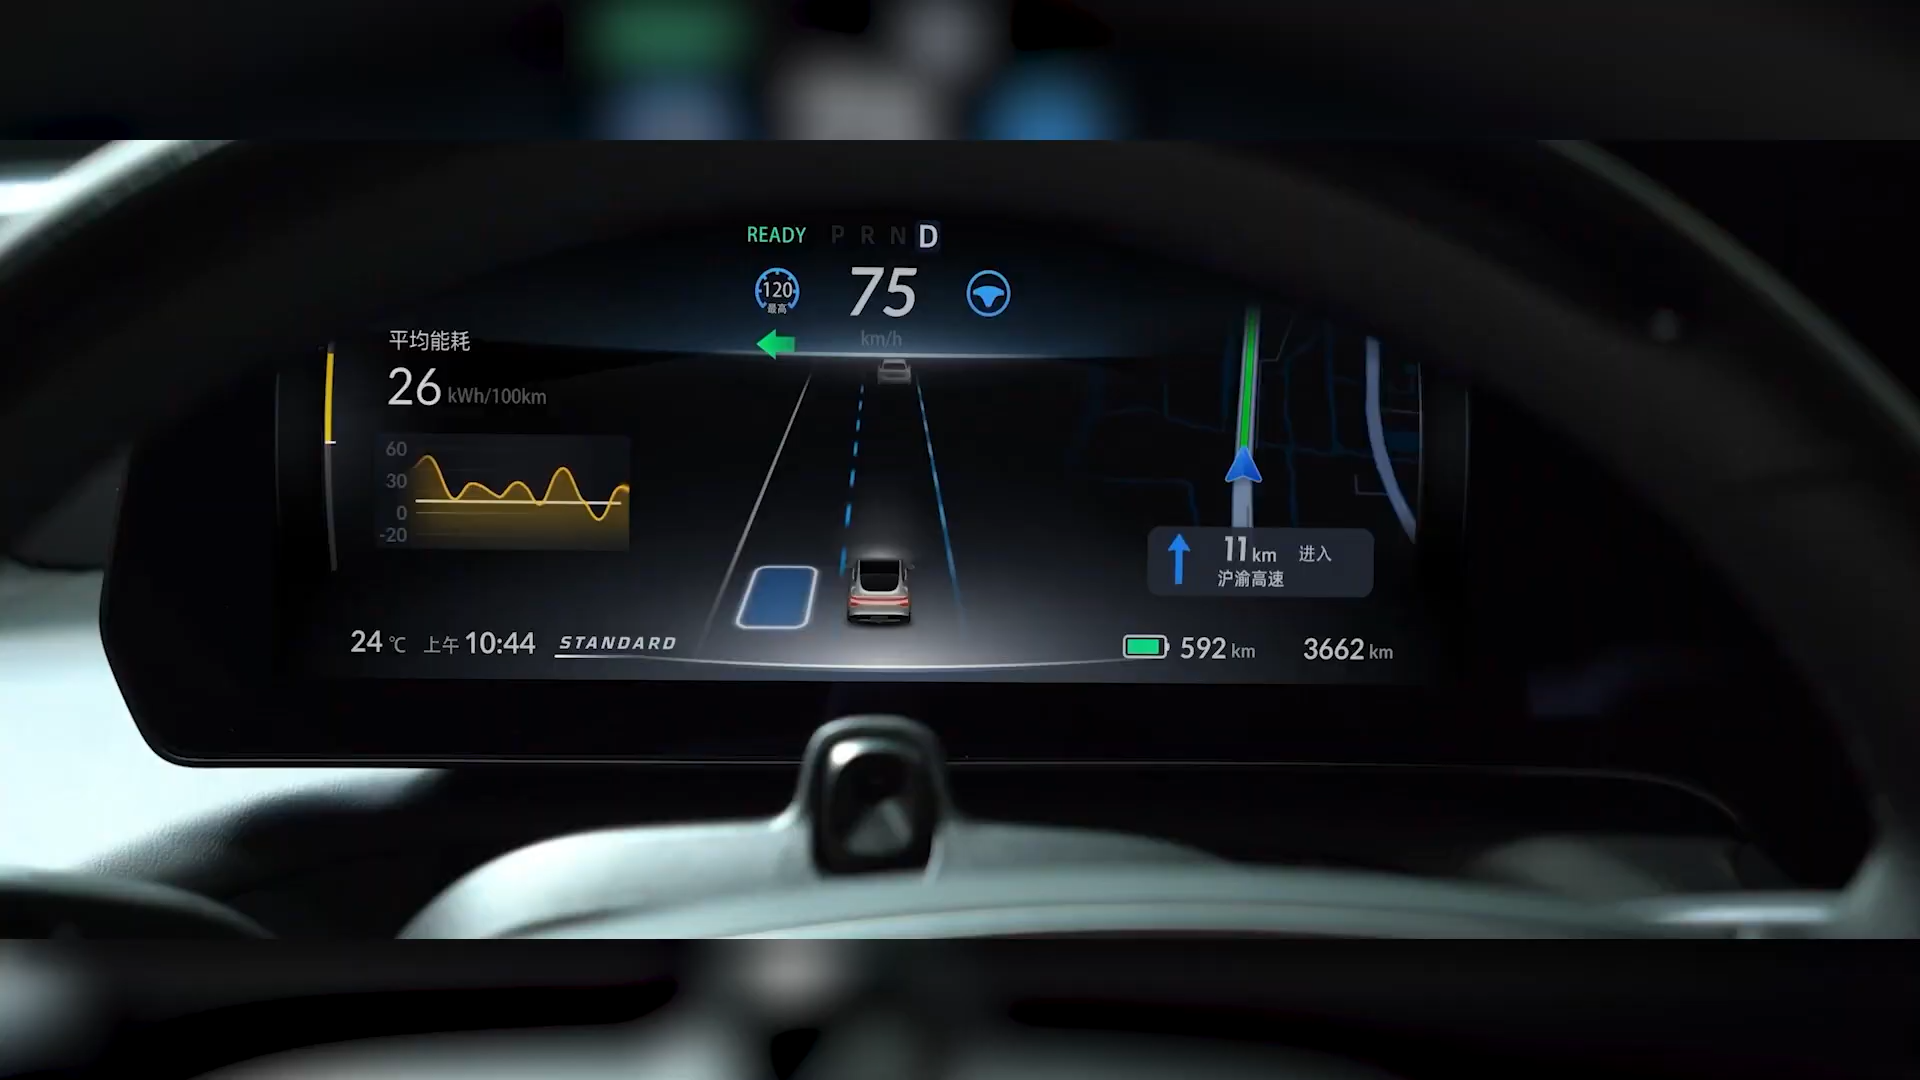 READY P R N D
120
最高
75
km/h
平均能耗
26 kWh/100km
60
30
0
-20
11 km 进入
沪渝高速
24 ℃ 上午 10:44 STANDARD
592 km 3662 km